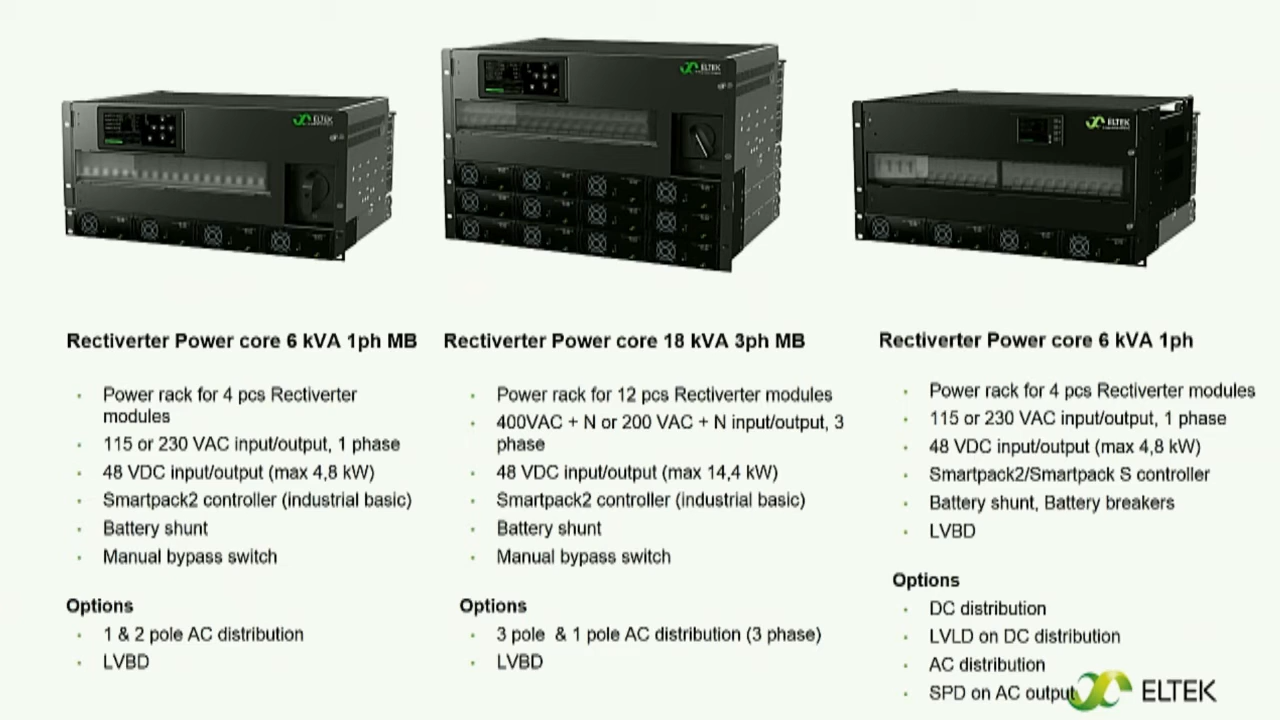 ELTEK
ELTEK
ELTEK
Rectiverter Power core 6 kVA 1ph MB
Power rack for 4 pcs Rectiverter
modules
115 or 230 VAC input/output, 1 phase
48 VDC input/output (max 4,8 kW)
Smartpack2 controller (industrial basic)
Battery shunt
Manual bypass switch
Options
1 & 2 pole AC distribution
LVBD
Rectiverter Power core 18 kVA 3ph MB
Power rack for 12 pcs Rectiverter modules
400VAC + N or 200 VAC + N input/output, 3
phase
48 VDC input/output (max 14,4 kW)
Smartpack2 controller (industrial basic)
Battery shunt
Manual bypass switch
Options
3 pole & 1 pole AC distribution (3 phase)
LVBD
Rectiverter Power core 6 kVA 1ph
Power rack for 4 pcs Rectiverter modules
115 or 230 VAC input/output, 1 phase
48 VDC input/output (max 4,8 kW)
Smartpack2/Smartpack S controller
Battery shunt, Battery breakers
LVBD
Options
DC distribution
LVLD on DC distribution
AC distribution
SPD on AC output
ELTEK